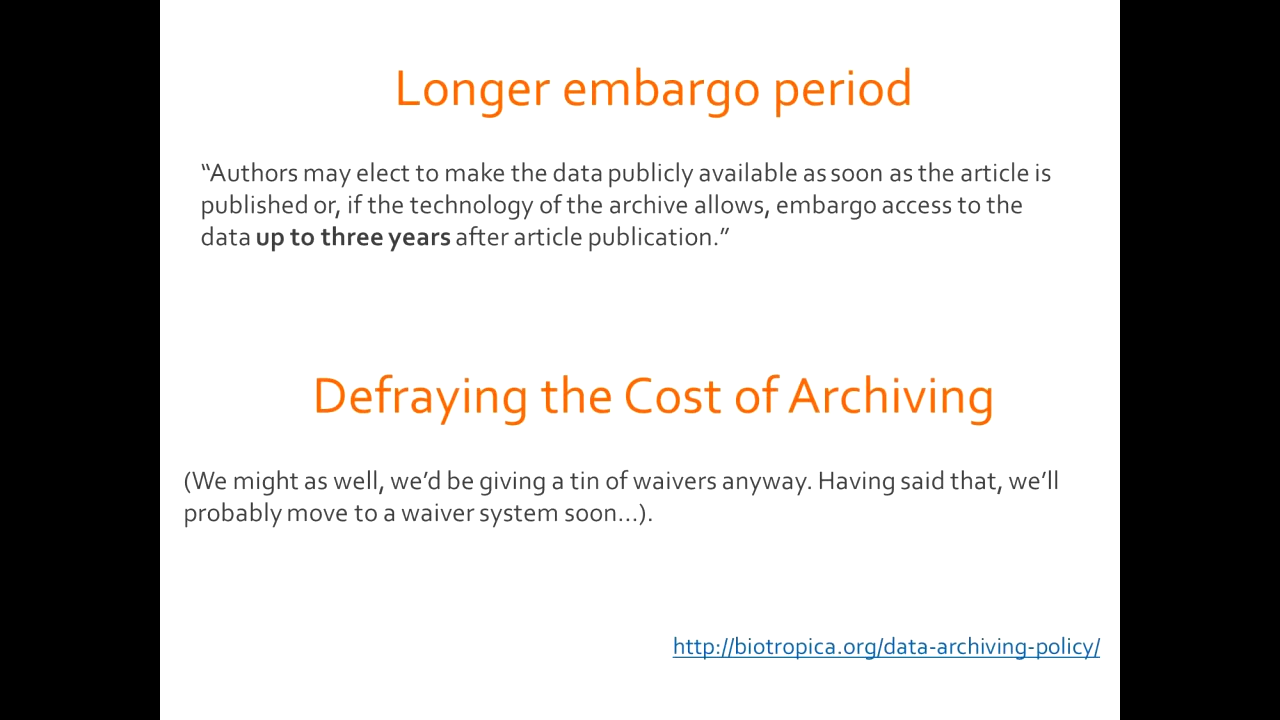 Longer embargo period
“Authors may elect to make the data publicly available as soon as the article is
published or, if the technology of the archive allows, embargo access to the
data up to three years after article publication.”
Defraying the Cost of Archiving
(We might as well, we’d be giving a tin of waivers anyway. Having said that, we’ll
probably move to a waiver system soon...).
http://biotropica.org/data-archiving-policy/